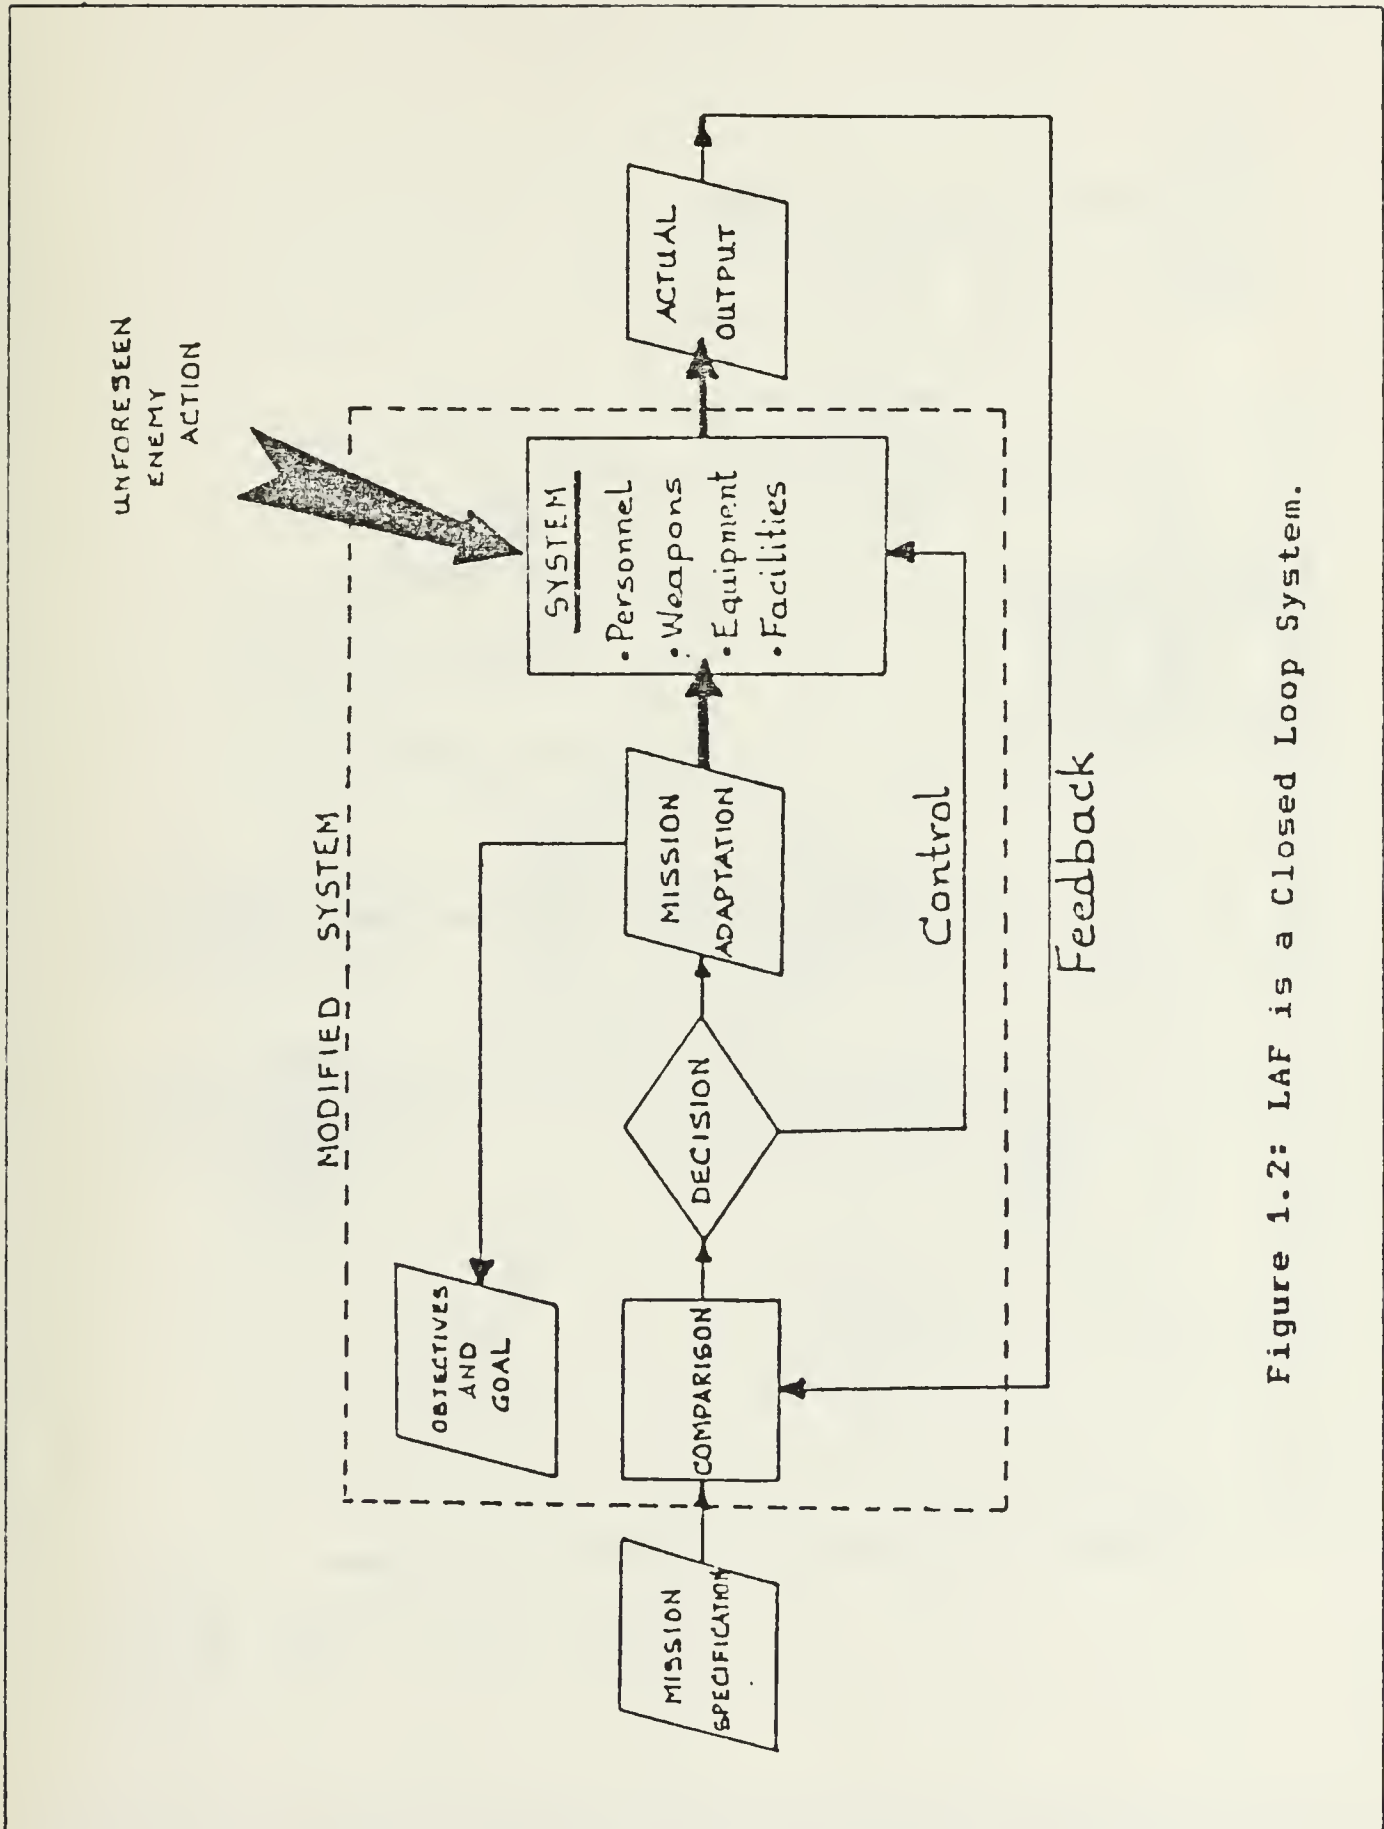 UNFORESEEN
ENEMY
ACTION
MODIFIED SYSTEM
OBJECTIVES
AND
GOAL
MISSION
SPECIFICATION
COMPARISON
DECISION
MISSION
ADAPTATION
SYSTEM
• Personnel
• Weapons
• Equipment
• Facilities
ACTUAL
OUTPUT
Control
Feedback
Figure 1.2: LAF is a Closed Loop System.